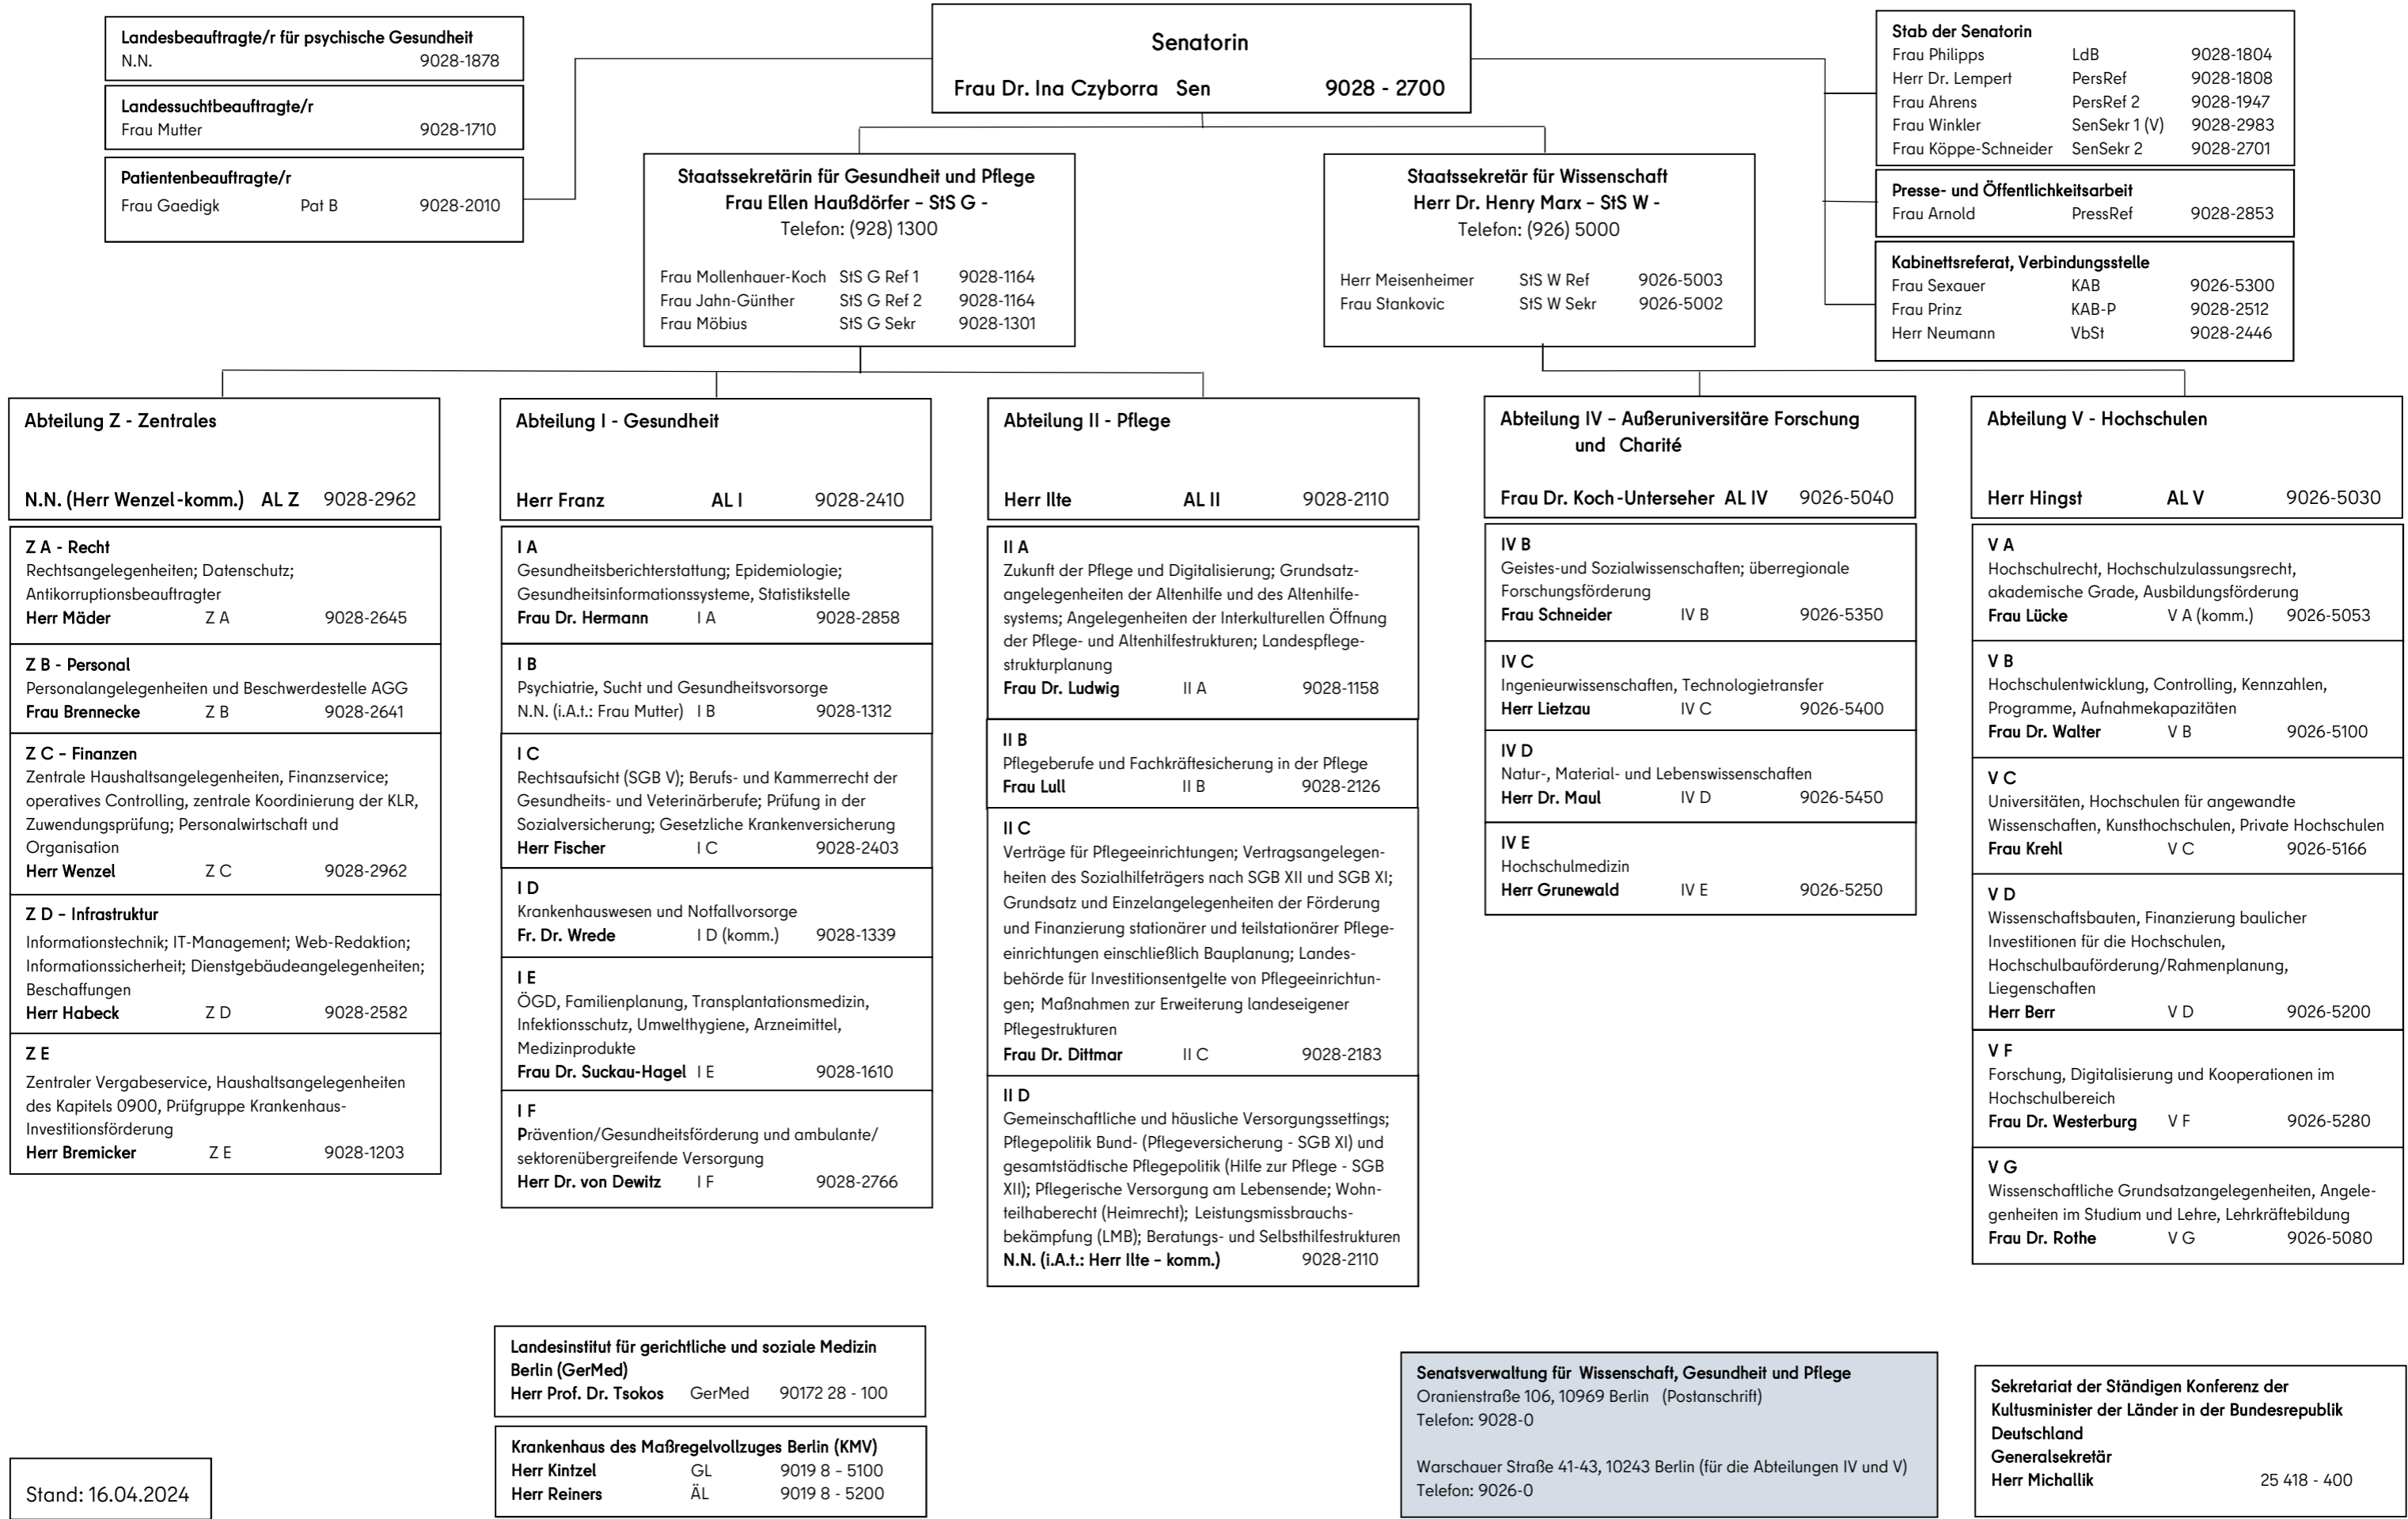 Landesbeauftragte/r für psychische Gesundheit
N.N. 9028-1878
Landessuchtbeauftragte/r
Frau Mutter 9028-1710
Patientenbeauftragte/r
Frau Gaedigk Pat B 9028-2010
Senatorin
Frau Dr. Ina Czyborra Sen 9028 - 2700
Stab der Senatorin
Frau Philipps LdB 9028-1804
Herr Dr. Lempert PersRef 9028-1808
Frau Ahrens PersRef 2 9028-1947
Frau Winkler SenSekr 1 (V) 9028-2983
Frau Köppe-Schneider SenSekr 2 9028-2701
Presse- und Öffentlichkeitsarbeit
Frau Arnold PressRef 9028-2853
Kabinettsreferat, Verbindungsstelle
Frau Sexauer KAB 9026-5300
Frau Prinz KAB-P 9028-2512
Herr Neumann VbSt 9028-2446
Staatssekretärin für Gesundheit und Pflege
Frau Ellen Haußdörfer – StS G -
Telefon: (928) 1300
Frau Mollenhauer-Koch StS G Ref 1 9028-1164
Frau Jahn-Günther StS G Ref 2 9028-1164
Frau Möbius StS G Sekr 9028-1301
Staatssekretär für Wissenschaft
Herr Dr. Henry Marx – StS W -
Telefon: (926) 5000
Herr Meisenheimer StS W Ref 9026-5003
Frau Stankovic StS W Sekr 9026-5002
Abteilung Z - Zentrales
N.N. (Herr Wenzel-komm.) AL Z 9028-2962
Z A - Recht
Rechtsangelegenheiten; Datenschutz;
Antikorruptionsbeauftragter
Herr Mäder Z A 9028-2645
Z B - Personal
Personalangelegenheiten und Beschwerdestelle AGG
Frau Brennecke Z B 9028-2641
Z C – Finanzen
Zentrale Haushaltsangelegenheiten, Finanzservice;
operatives Controlling, zentrale Koordinierung der KLR,
Zuwendungsprüfung; Personalwirtschaft und
Organisation
Herr Wenzel Z C 9028-2962
Z D – Infrastruktur
Informationstechnik; IT-Management; Web-Redaktion;
Informationssicherheit; Dienstgebäudeangelegenheiten;
Beschaffungen
Herr Habeck Z D 9028-2582
Z E
Zentraler Vergabeservice, Haushaltsangelegenheiten
des Kapitels 0900, Prüfgruppe Krankenhaus-
Investitionsförderung
Herr Bremicker Z E 9028-1203
Abteilung I - Gesundheit
Herr Franz AL I 9028-2410
I A
Gesundheitsberichterstattung; Epidemiologie;
Gesundheitsinformationssysteme, Statistikstelle
Frau Dr. Hermann I A 9028-2858
I B
Psychiatrie, Sucht und Gesundheitsvorsorge
N.N. (i.A.t.: Frau Mutter) I B 9028-1312
I C
Rechtsaufsicht (SGB V); Berufs- und Kammerrecht der
Gesundheits- und Veterinärberufe; Prüfung in der
Sozialversicherung; Gesetzliche Krankenversicherung
Herr Fischer I C 9028-2403
I D
Krankenhauswesen und Notfallvorsorge
Fr. Dr. Wrede I D (komm.) 9028-1339
I E
ÖGD, Familienplanung, Transplantationsmedizin,
Infektionsschutz, Umwelthygiene, Arzneimittel,
Medizinprodukte
Frau Dr. Suckau-Hagel I E 9028-1610
I F
Prävention/Gesundheitsförderung und ambulante/
sektorenübergreifende Versorgung
Herr Dr. von Dewitz I F 9028-2766
Abteilung II - Pflege
Herr Ilte AL II 9028-2110
II A
Zukunft der Pflege und Digitalisierung; Grundsatz-
angelegenheiten der Altenhilfe und des Altenhilfe-
systems; Angelegenheiten der Interkulturellen Öffnung
der Pflege- und Altenhilfestrukturen; Landespflege-
strukturplanung
Frau Dr. Ludwig II A 9028-1158
II B
Pflegeberufe und Fachkräftesicherung in der Pflege
Frau Lull II B 9028-2126
II C
Verträge für Pflegeeinrichtungen; Vertragsangelegen-
heiten des Sozialhilfeträgers nach SGB XII und SGB XI;
Grundsatz und Einzelangelegenheiten der Förderung
und Finanzierung stationärer und teilstationärer Pflege-
einrichtungen einschließlich Bauplanung; Landes-
behörde für Investitionsentgelte von Pflegeeinrichtun-
gen; Maßnahmen zur Erweiterung landeseigener
Pflegestrukturen
Frau Dr. Dittmar II C 9028-2183
II D
Gemeinschaftliche und häusliche Versorgungssettings;
Pflegepolitik Bund- (Pflegeversicherung - SGB XI) und
gesamtstädtische Pflegepolitik (Hilfe zur Pflege - SGB
XII); Pflegerische Versorgung am Lebensende; Wohn-
teilhaberecht (Heimrecht); Leistungsmissbrauchs-
bekämpfung (LMB); Beratungs- und Selbsthilfestrukturen
N.N. (i.A.t.: Herr Ilte – komm.) 9028-2110
Abteilung IV – Außeruniversitäre Forschung
und Charité
Frau Dr. Koch-Unterseher AL IV 9026-5040
IV B
Geistes-und Sozialwissenschaften; überregionale
Forschungsförderung
Frau Schneider IV B 9026-5350
IV C
Ingenieurwissenschaften, Technologietransfer
Herr Lietzau IV C 9026-5400
IV D
Natur-, Material- und Lebenswissenschaften
Herr Dr. Maul IV D 9026-5450
IV E
Hochschulmedizin
Herr Grunewald IV E 9026-5250
Abteilung V - Hochschulen
Herr Hingst AL V 9026-5030
V A
Hochschulrecht, Hochschulzulassungsrecht,
akademische Grade, Ausbildungsförderung
Frau Lücke V A (komm.) 9026-5053
V B
Hochschulentwicklung, Controlling, Kennzahlen,
Programme, Aufnahmekapazitäten
Frau Dr. Walter V B 9026-5100
V C
Universitäten, Hochschulen für angewandte
Wissenschaften, Kunsthochschulen, Private Hochschulen
Frau Krehl V C 9026-5166
V D
Wissenschaftsbauten, Finanzierung baulicher
Investitionen für die Hochschulen,
Hochschulbauförderung/Rahmenplanung,
Liegenschaften
Herr Berr V D 9026-5200
V F
Forschung, Digitalisierung und Kooperationen im
Hochschulbereich
Frau Dr. Westerburg V F 9026-5280
V G
Wissenschaftliche Grundsatzangelegenheiten, Angele-
genheiten im Studium und Lehre, Lehrkräftebildung
Frau Dr. Rothe V G 9026-5080
Landesinstitut für gerichtliche und soziale Medizin
Berlin (GerMed)
Herr Prof. Dr. Tsokos GerMed 90172 28 - 100
Krankenhaus des Maßregelvollzuges Berlin (KMV)
Herr Kintzel GL 9019 8 – 5100
Herr Reiners ÄL 9019 8 – 5200
Senatsverwaltung für Wissenschaft, Gesundheit und Pflege
Oranienstraße 106, 10969 Berlin (Postanschrift)
Telefon: 9028-0
Warschauer Straße 41-43, 10243 Berlin (für die Abteilungen IV und V)
Telefon: 9026-0
Sekretariat der Ständigen Konferenz der
Kultusminister der Länder in der Bundesrepublik
Deutschland
Generalsekretär
Herr Michallik 25 418 - 400
Stand: 16.04.2024